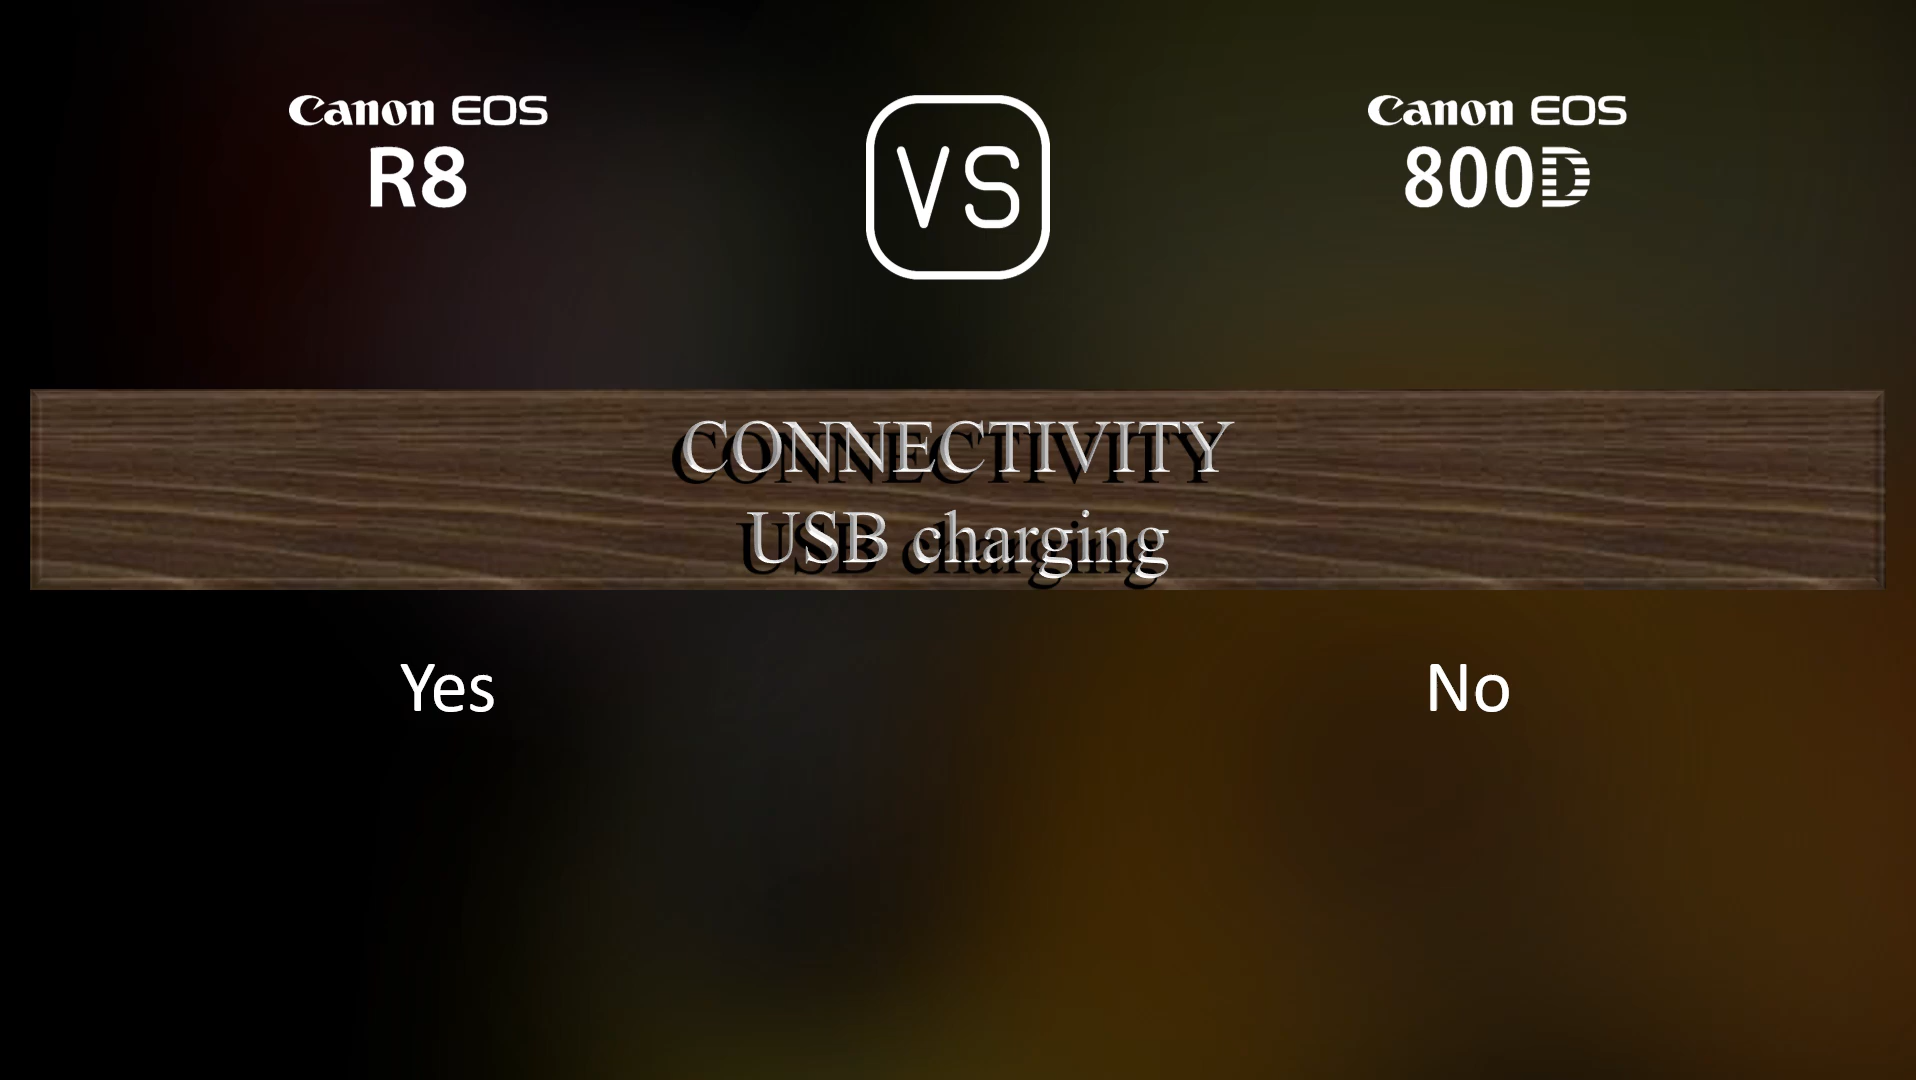 Canon EOS
R8
VS
Canon EOS
800D
CONNECTIVITY
USB charging
Yes
No